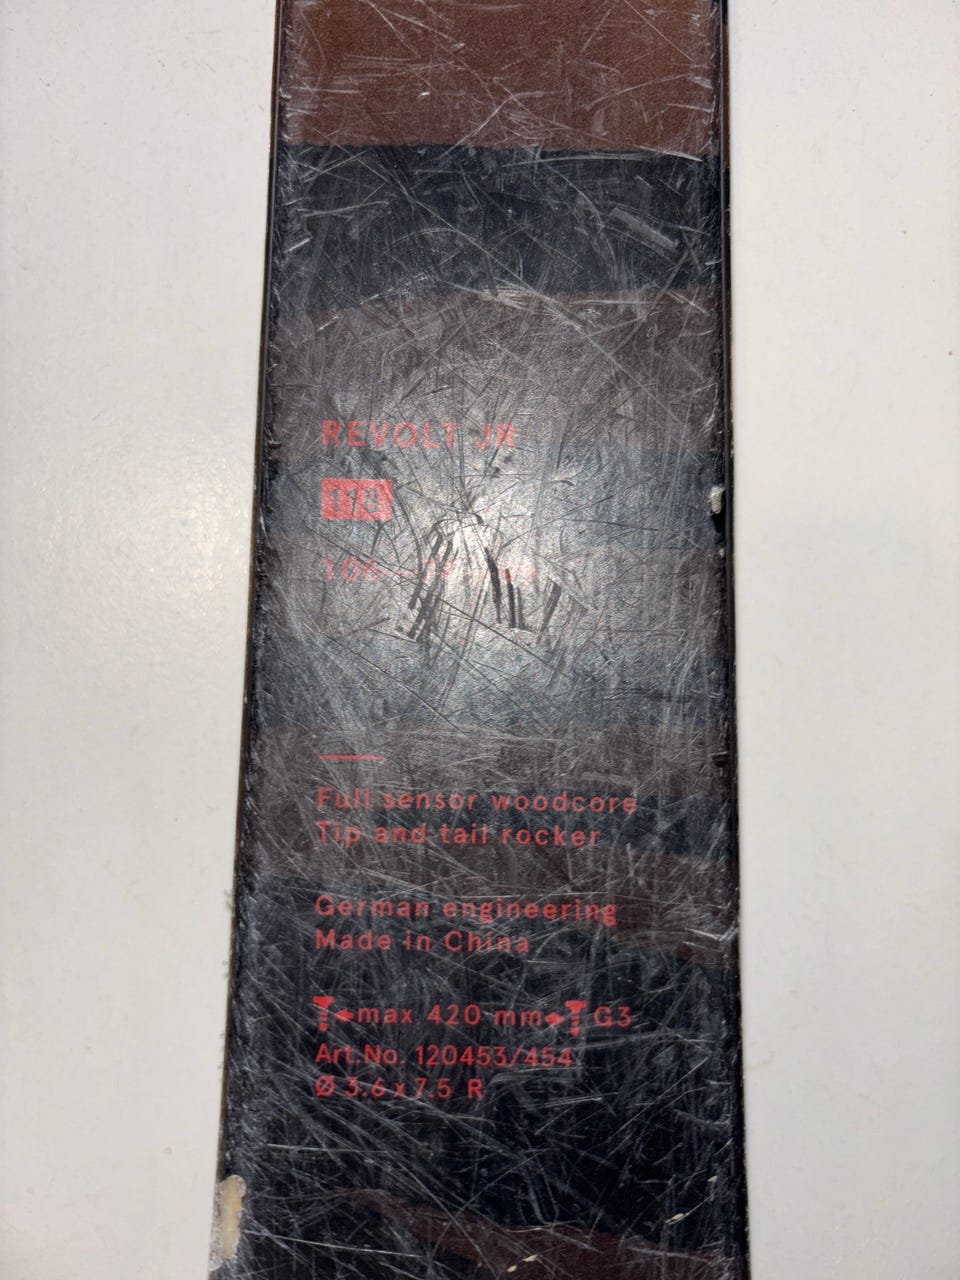 REVOLT JR
118
Full sensor woodcore
Tip and tail rocker
German engineering
Made in China
max 420 mm G3
Art.No. 120453/454
Ø 3.6 x 7.5 R